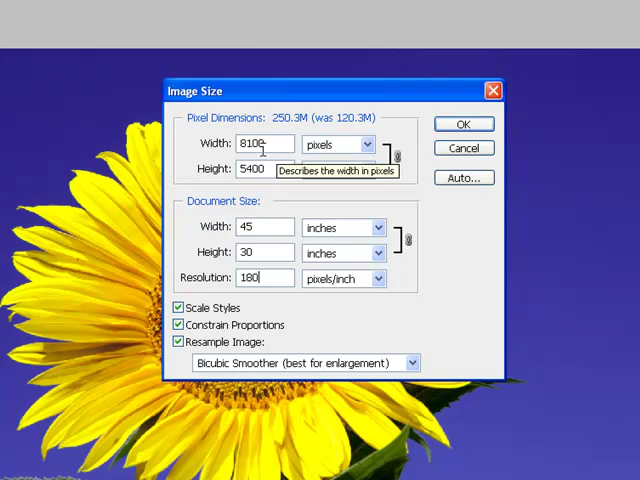 Image Size
Pixel Dimensions: 250.3M (was 120.3M)
Width: 8100 pixels
Height: 5400
Describes the width in pixels
OK
Cancel
Auto...
Document Size:
Width: 45 inches
Height: 30 inches
Resolution: 180 pixels/inch
Scale Styles
Constrain Proportions
Resample Image:
Bicubic Smoother (best for enlargement)